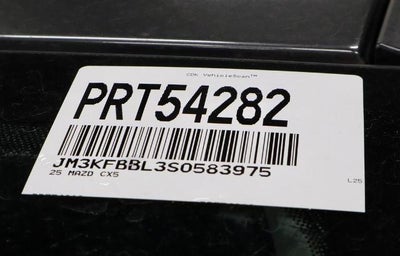 CDK VehicleScan™
PRT54282
JM3KFBBL3S0583975
25 MAZD CX5
L25